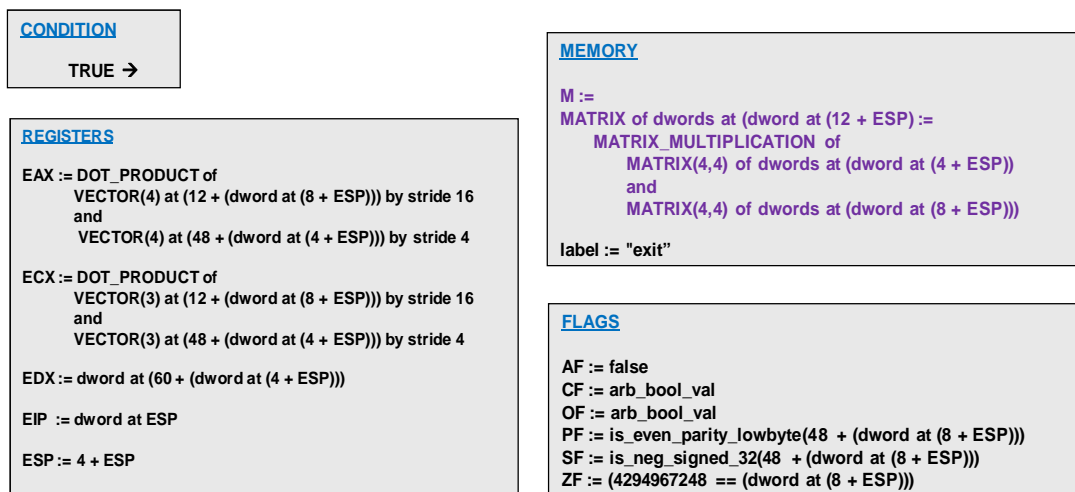 CONDITION
TRUE →
REGISTERS
EAX := DOT_PRODUCT of
VECTOR(4) at (12 + (dword at (8 + ESP))) by stride 16
and
VECTOR(4) at (48 + (dword at (4 + ESP))) by stride 4
ECX := DOT_PRODUCT of
VECTOR(3) at (12 + (dword at (8 + ESP))) by stride 16
and
VECTOR(3) at (48 + (dword at (4 + ESP))) by stride 4
EDX := dword at (60 + (dword at (4 + ESP)))
EIP := dword at ESP
ESP := 4 + ESP
MEMORY
M :=
MATRIX of dwords at (dword at (12 + ESP) :=
MATRIX_MULTIPLICATION of
MATRIX(4,4) of dwords at (dword at (4 + ESP))
and
MATRIX(4,4) of dwords at (dword at (8 + ESP)))
label := "exit”
FLAGS
AF := false
CF := arb_bool_val
OF := arb_bool_val
PF := is_even_parity_lowbyte(48 + (dword at (8 + ESP)))
SF := is_neg_signed_32(48 + (dword at (8 + ESP)))
ZF := (4294967248 == (dword at (8 + ESP)))